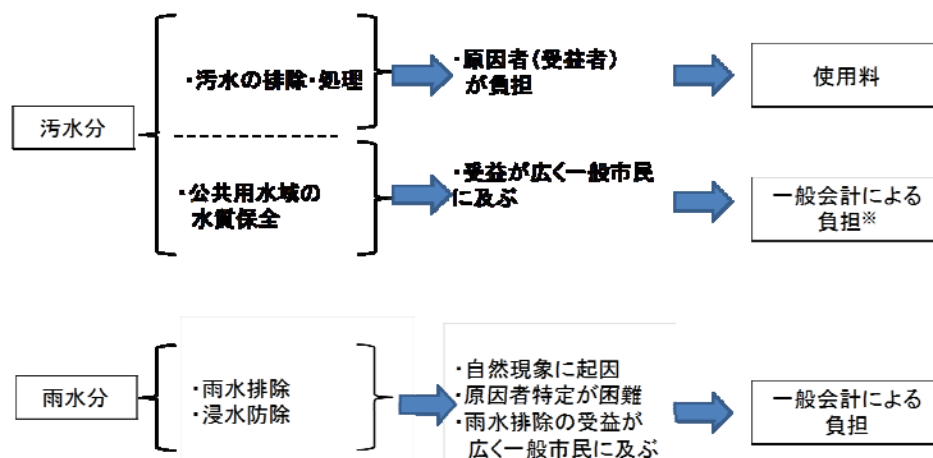 汚水分
・汚水の排除・処理
・原因者(受益者)
が負担
使用料
・公共用水域の
水質保全
・受益が広く一般市民
に及ぶ
一般会計による
負担※
雨水分
・雨水排除
・浸水防除
・自然現象に起因
・原因者特定が困難
・雨水排除の受益が
広く一般市民に及ぶ
一般会計による
負担